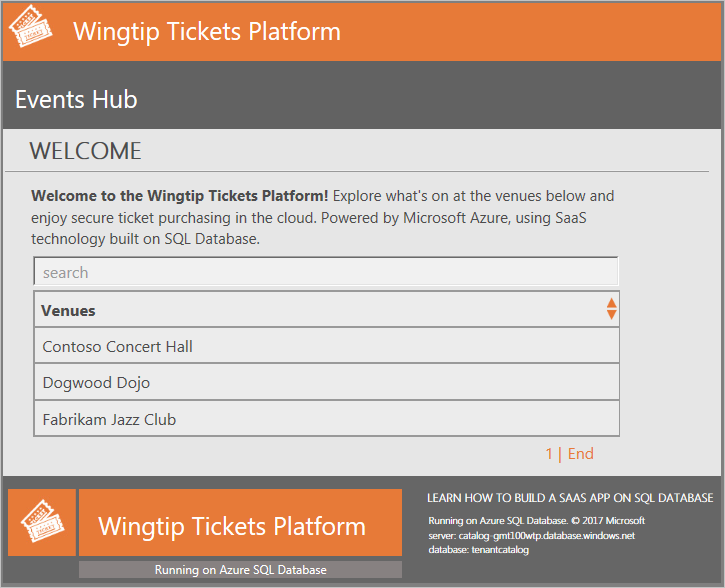 Wingtip Tickets Platform
Events Hub
WELCOME
Welcome to the Wingtip Tickets Platform! Explore what's on at the venues below and
enjoy secure ticket purchasing in the cloud. Powered by Microsoft Azure, using SaaS
technology built on SQL Database.
search
Venues
Contoso Concert Hall
Dogwood Dojo
Fabrikam Jazz Club
1 | End
Wingtip Tickets Platform
Running on Azure SQL Database
LEARN HOW TO BUILD A SAAS APP ON SQL DATABASE
Running on Azure SQL Database. © 2017 Microsoft
server: catalog-gmt100wtp.database.windows.net
database: tenantcatalog